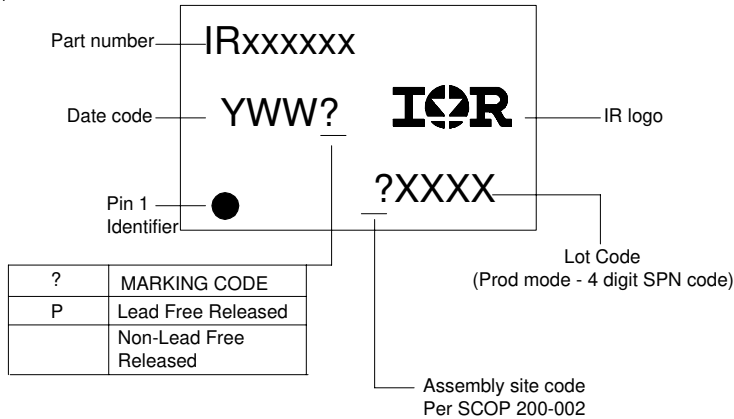 Part number
IRxxxxxx
Date code
YWW?
IOR
IR logo
Pin 1
Identifier
?XXXX
Lot Code
(Prod mode - 4 digit SPN code)
? MARKING CODE
P Lead Free Released
Non-Lead Free
Released
Assembly site code
Per SCOP 200-002